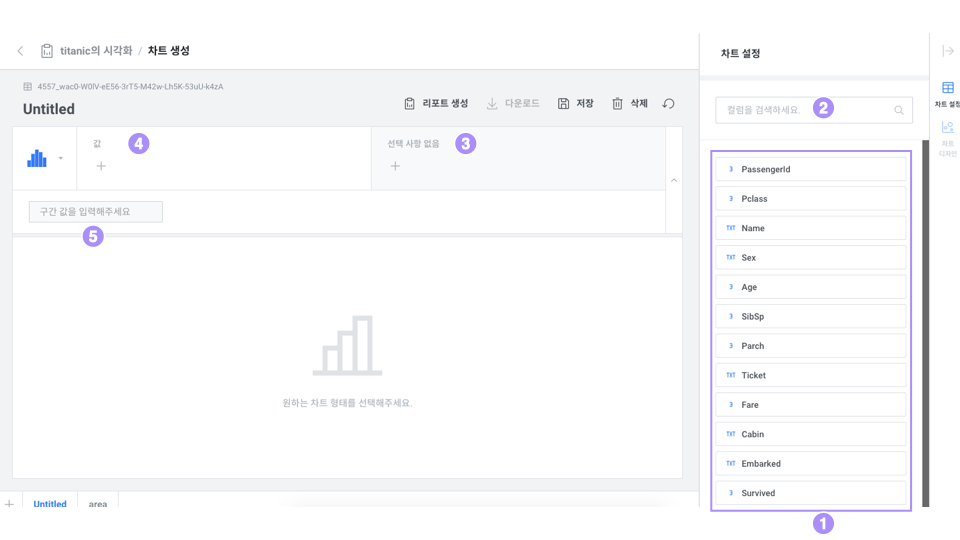 titanic의 시각화 / 차트 생성
4557_wac0-W0IV-eE56-3rT5-M42w-Lh5K-53uU-k4zA
Untitled
리포트 생성
다운로드
저장
삭제
값
4
선택 사항 없음
3
구간 값을 입력해주세요
5
원하는 차트 형태를 선택해주세요.
Untitled
area
차트 설정
컬럼을 검색하세요.
2
3 PassengerId
3 Pclass
TXT Name
TXT Sex
3 Age
3 SibSp
3 Parch
TXT Ticket
3 Fare
TXT Cabin
TXT Embarked
3 Survived
1
차트 설정
차트
디자인